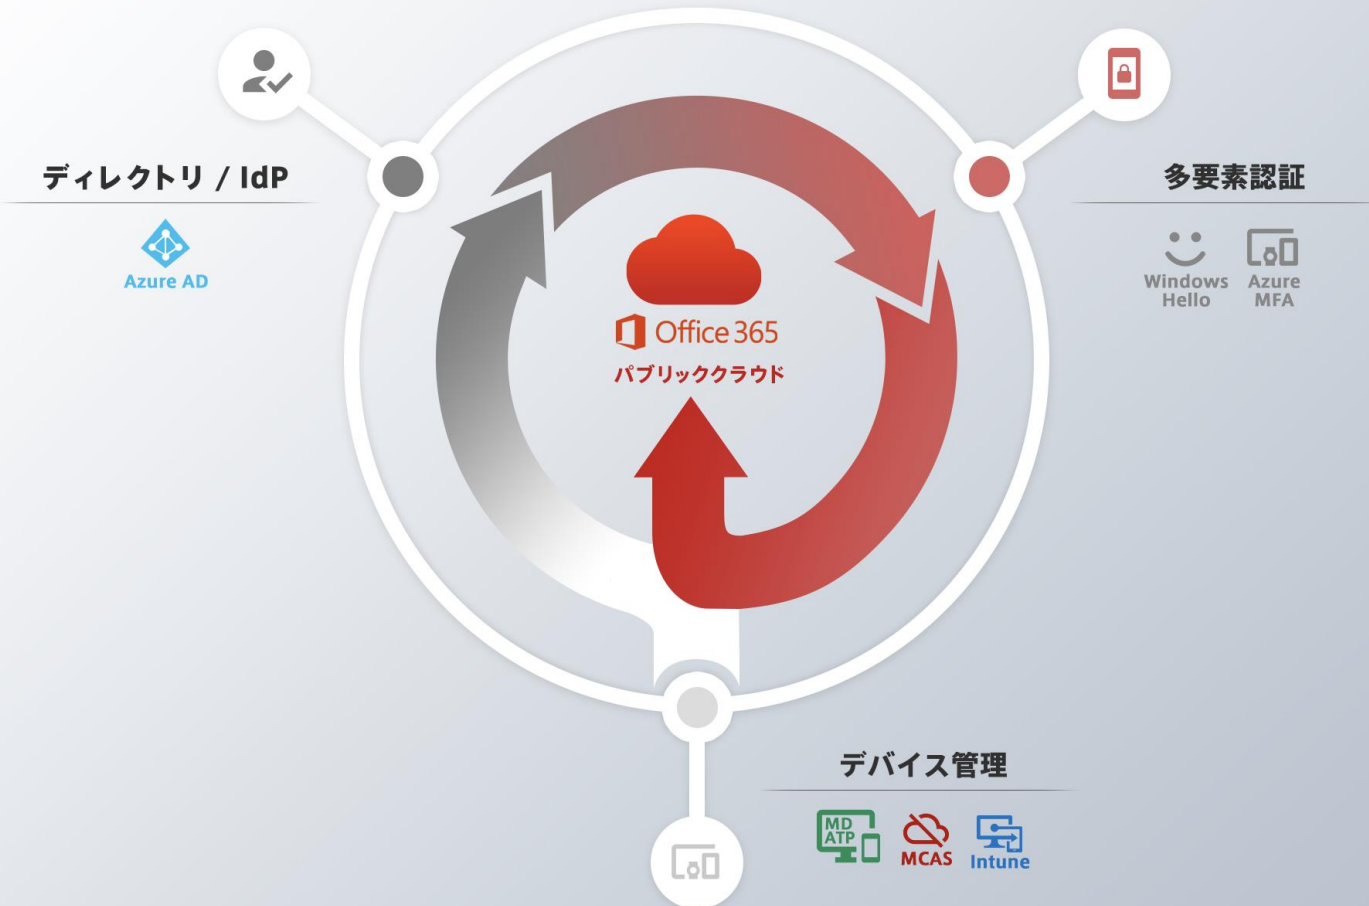 ディレクトリ / IdP
Azure AD
多要素認証
Windows
Hello
Azure
MFA
Office 365
パブリッククラウド
デバイス管理
MD
ATP
MCAS
Intune